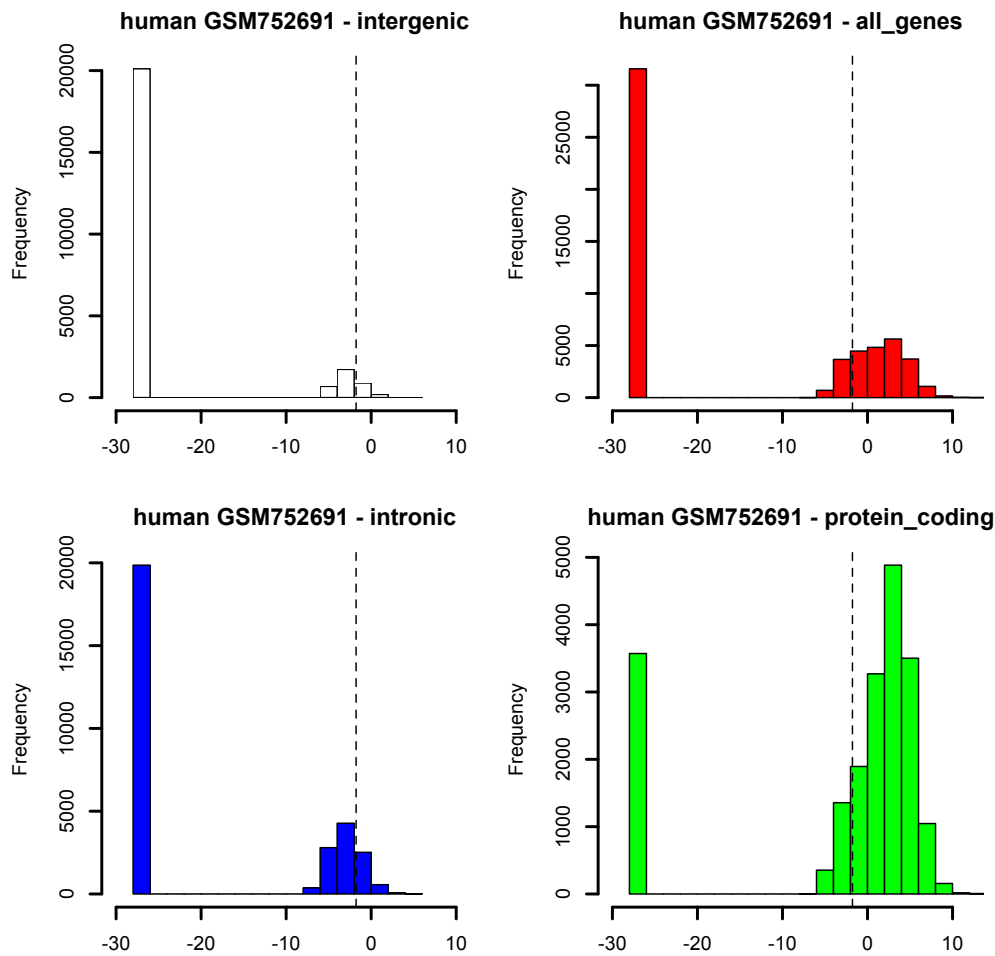 human GSM752691 - intergenic
Frequency
0 5000 10000 15000 20000
-30 -20 -10 0 10
human GSM752691 - all_genes
Frequency
0 5000 15000 25000
-30 -20 -10 0 10
human GSM752691 - intronic
Frequency
0 5000 10000 15000 20000
-30 -20 -10 0 10
human GSM752691 - protein_coding
Frequency
0 1000 2000 3000 4000 5000
-30 -20 -10 0 10